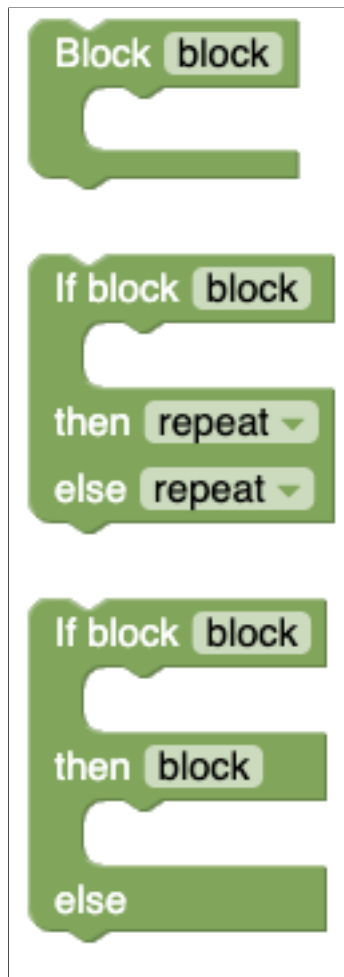 Block block
If block block
then repeat
else repeat
If block block
then block
else